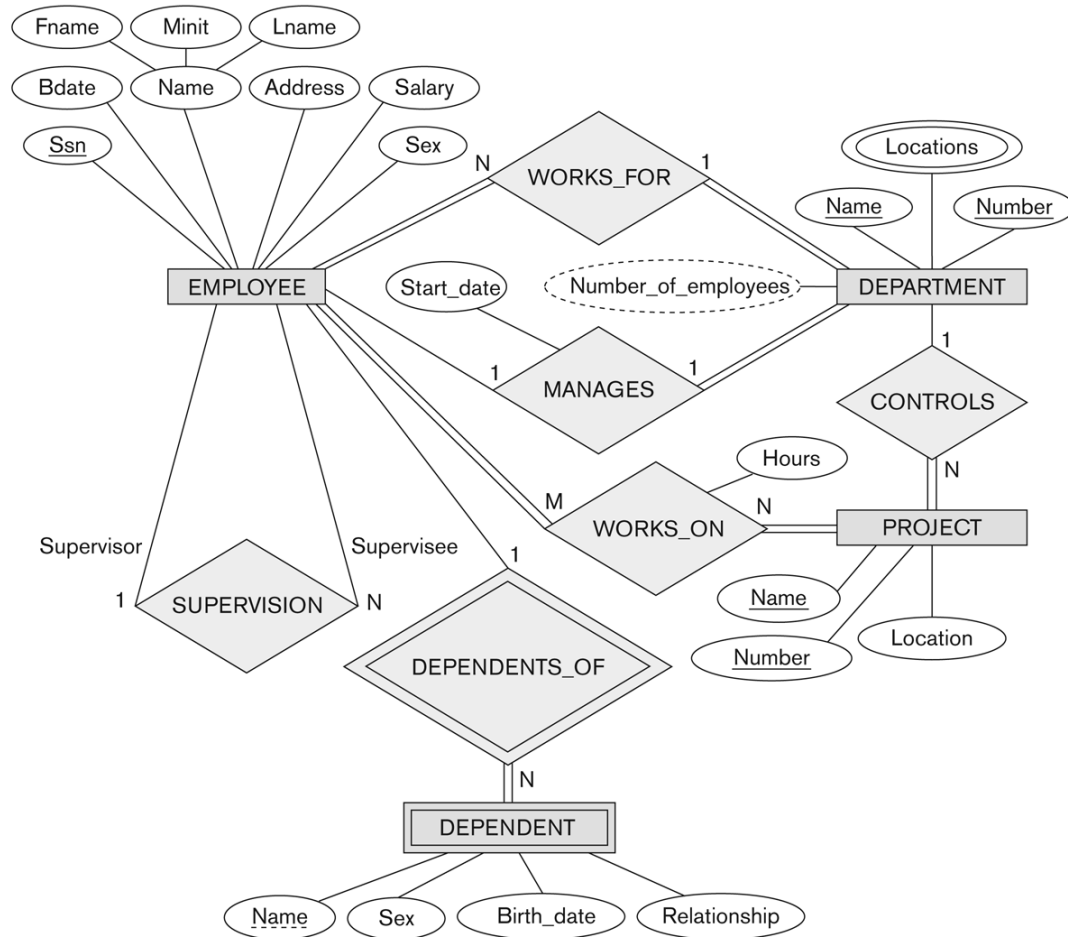 Fname Minit Lname
Bdate Name Address Salary
Ssn Sex
Locations
Name Number
N WORKS_FOR 1
EMPLOYEE Start_date Number_of_employees DEPARTMENT
1 MANAGES 1
1
CONTROLS
N
Hours
M WORKS_ON N
PROJECT
Supervisor Supervisee
1 SUPERVISION N
1
Name
Number
Location
DEPENDENTS_OF
N
DEPENDENT
Name Sex Birth_date Relationship